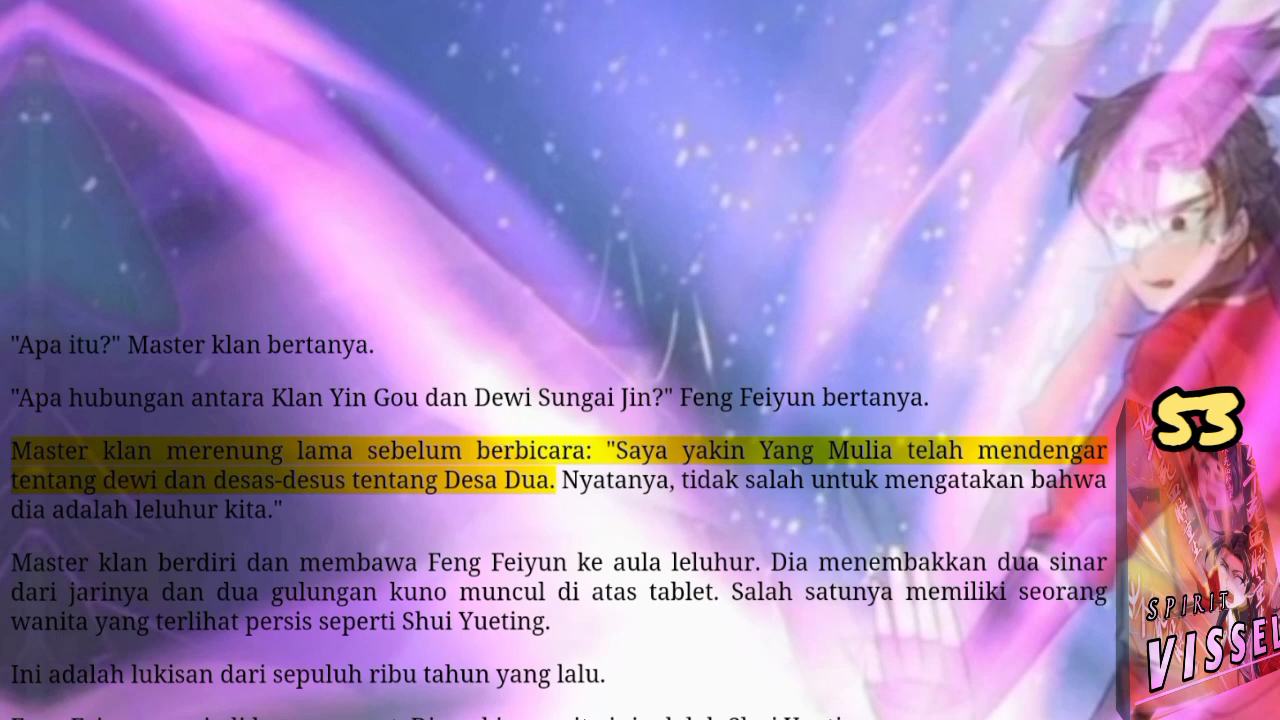 "Apa itu?" Master klan bertanya.
"Apa hubungan antara Klan Yin Gou dan Dewi Sungai Jin?" Feng Feiyun bertanya.
Master klan merenung lama sebelum berbicara: "Saya yakin Yang Mulia telah mendengar
tentang dewi dan desas-desus tentang Desa Dua. Nyatanya, tidak salah untuk mengatakan bahwa
dia adalah leluhur kita."
Master klan berdiri dan membawa Feng Feiyun ke aula leluhur. Dia menembakkan dua sinar
dari jarinya dan dua gulungan kuno muncul di atas tablet. Salah satunya memiliki seorang
wanita yang terlihat persis seperti Shui Yueting.
Ini adalah lukisan dari sepuluh ribu tahun yang lalu.
53
SPIRIT
VISSEL